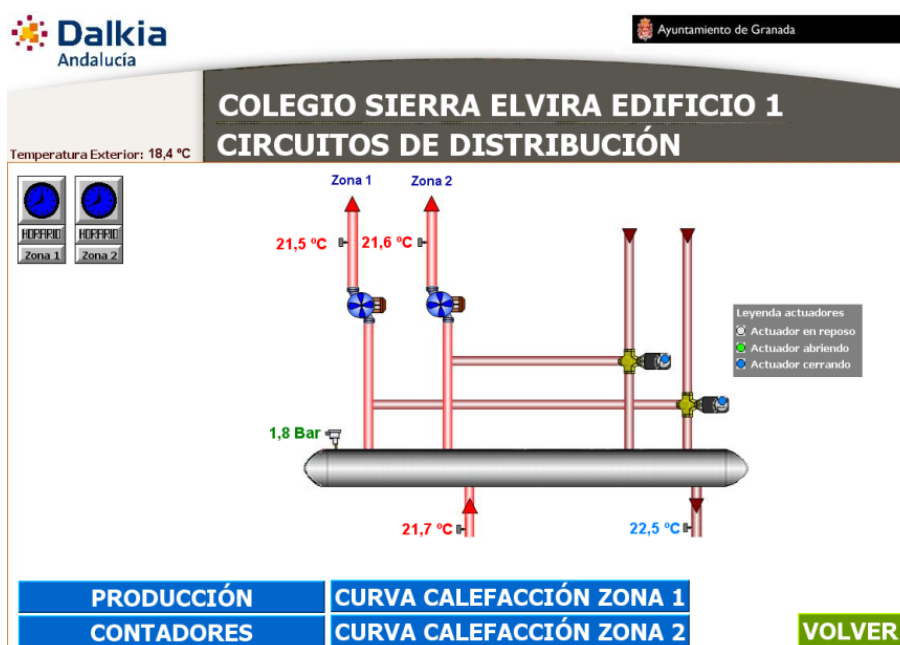 Dalkia
Andalucía
Ayuntamiento de Granada
COLEGIO SIERRA ELVIRA EDIFICIO 1
CIRCUITOS DE DISTRIBUCIÓN
Temperatura Exterior: 18,4 ºC
HORARIO
Zona 1
HORARIO
Zona 2
Zona 1
Zona 2
21,5 ºC
21,6 ºC
Leyenda actuadores
Actuador en reposo
Actuador abriendo
Actuador cerrando
1,8 Bar
21,7 ºC
22,5 ºC
PRODUCCIÓN
CURVA CALEFACCIÓN ZONA 1
CONTADORES
CURVA CALEFACCIÓN ZONA 2
VOLVER